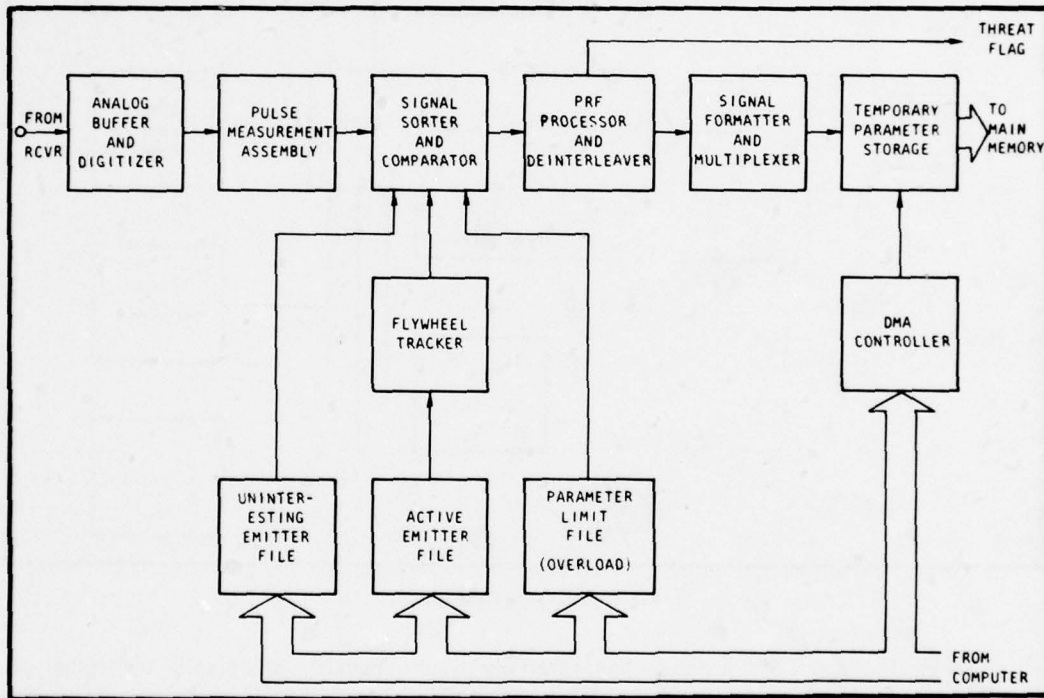 THREAT
FLAG
FROM
RCVR
ANALOG
BUFFER
AND
DIGITIZER
PULSE
MEASUREMENT
ASSEMBLY
SIGNAL
SORTER
AND
COMPARATOR
PRF
PROCESSOR
AND
DEINTERLEAVER
SIGNAL
FORMATTER
AND
MULTIPLEXER
TEMPORARY
PARAMETER
STORAGE
TO
MAIN
MEMORY
FLYWHEEL
TRACKER
DMA
CONTROLLER
UNINTER-
ESTING
EMITTER
FILE
ACTIVE
EMITTER
FILE
PARAMETER
LIMIT
FILE
(OVERLOAD)
FROM
COMPUTER